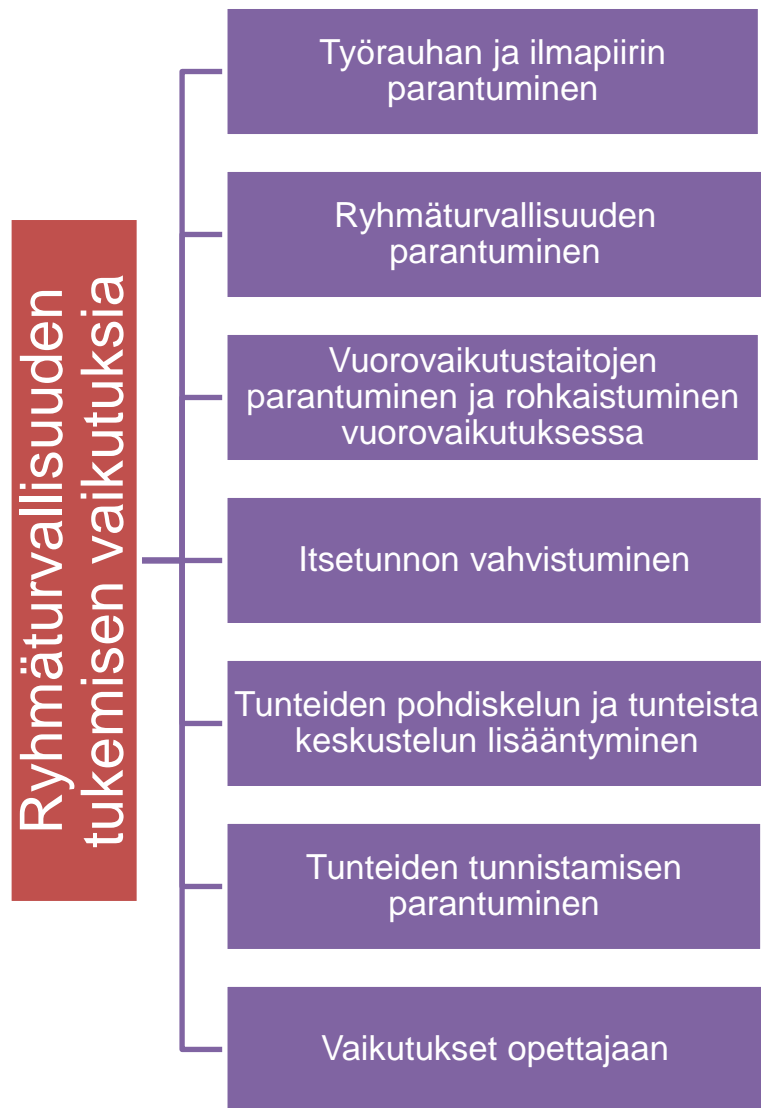 Ryhmäturvallisuuden
tukemisen vaikutuksia
Työrauhan ja ilmapiirin
parantuminen
Ryhmäturvallisuuden
parantuminen
Vuorovaikutustaitojen
parantuminen ja rohkaistuminen
vuorovaikutuksessa
Itsetunnon vahvistuminen
Tunteiden pohdiskelun ja tunteista
keskustelun lisääntyminen
Tunteiden tunnistamisen
parantuminen
Vaikutukset opettajaan